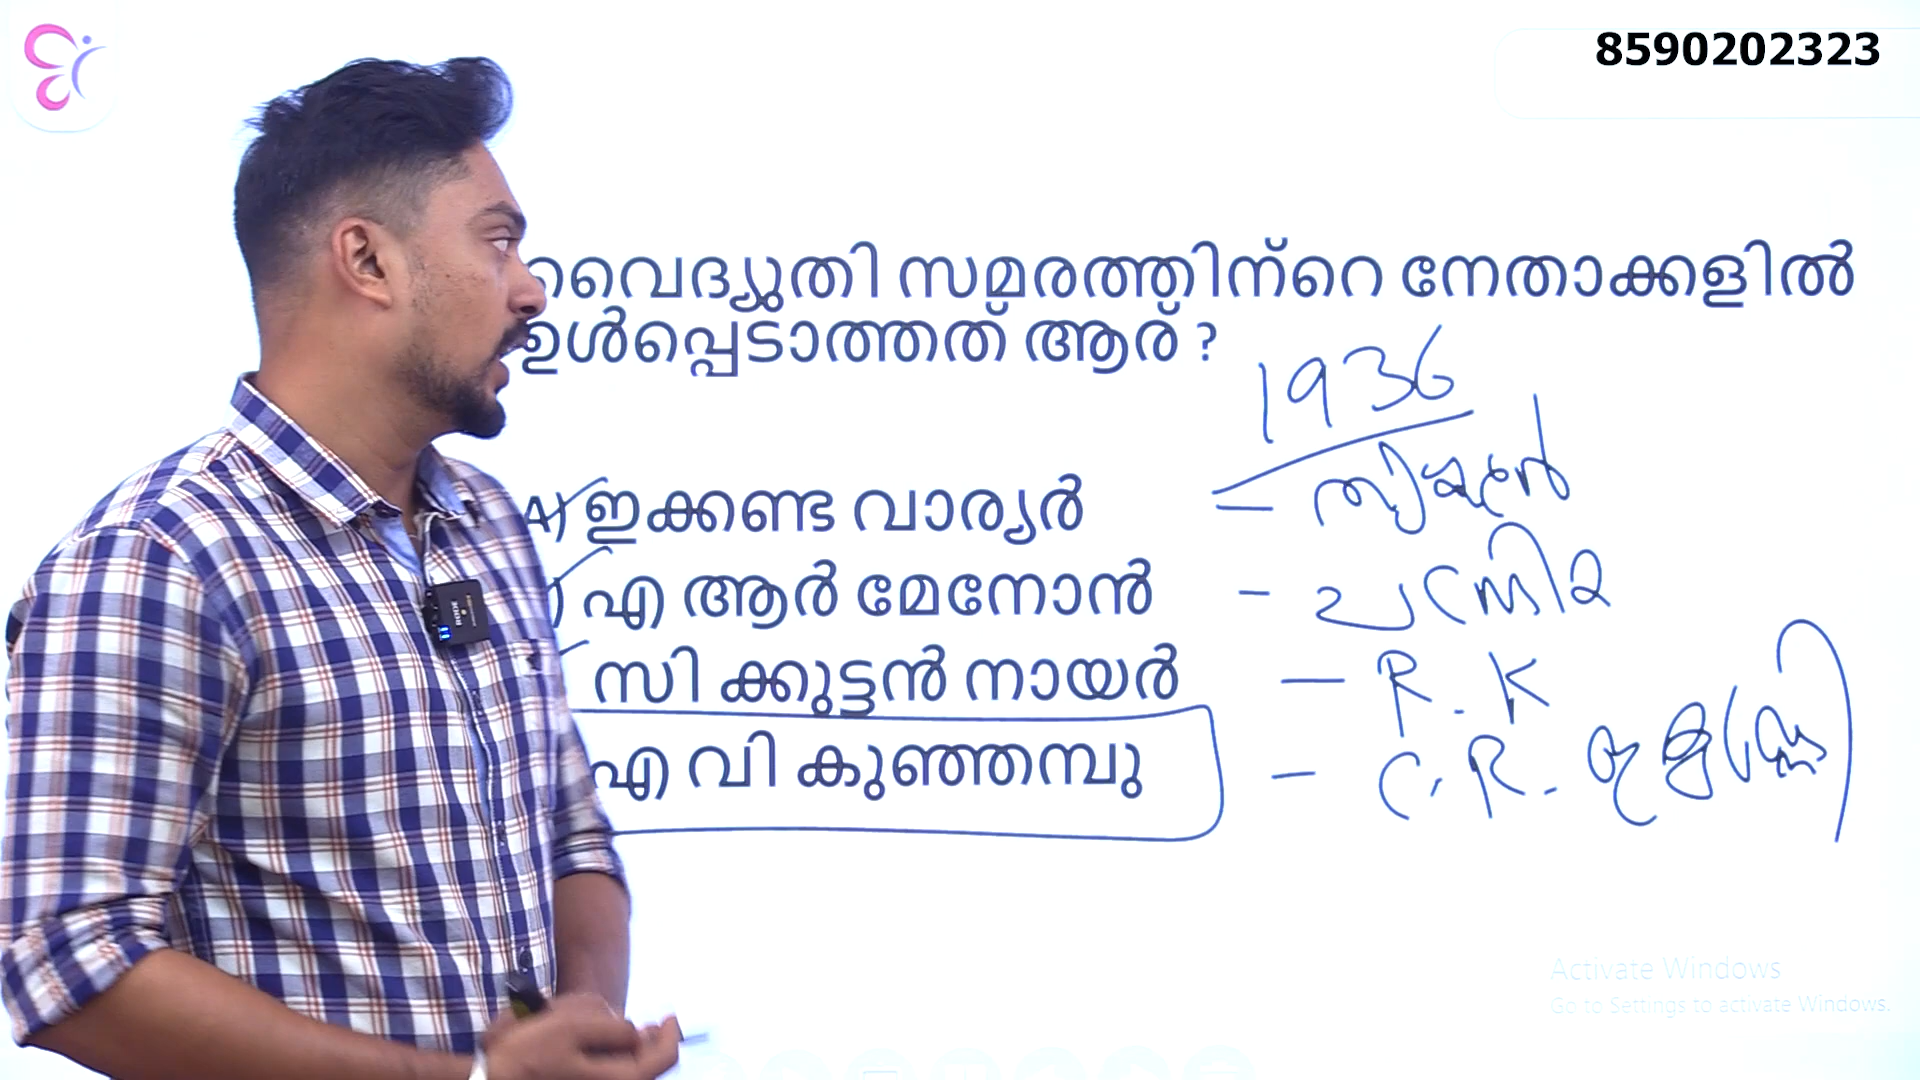 8590202323
വൈദ്യുതി സമരത്തിന്റെ നേതാക്കളിൽ
ഉൾപ്പെടാത്തത് ആര് ?
1936
A) ഇക്കണ്ട വാര്യർ
) എ ആർ മേനോൻ
സി ക്കുട്ടൻ നായർ
- R. K
എ വി കുഞ്ഞമ്പു
- C. R.
Activate Windows
Go to Settings to activate Windows.